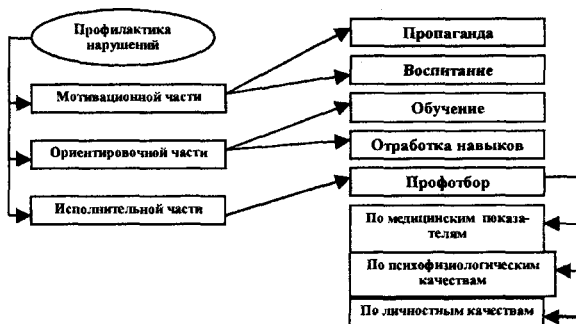 Профилактика
нарушений
Мотивационной части
Ориентировочной части
Исполнительной части
Пропаганда
Воспитание
Обучение
Отработка навыков
Профотбор
По медицинским показа-
телям
По психофизиологическим
качествам
По личностным качествам